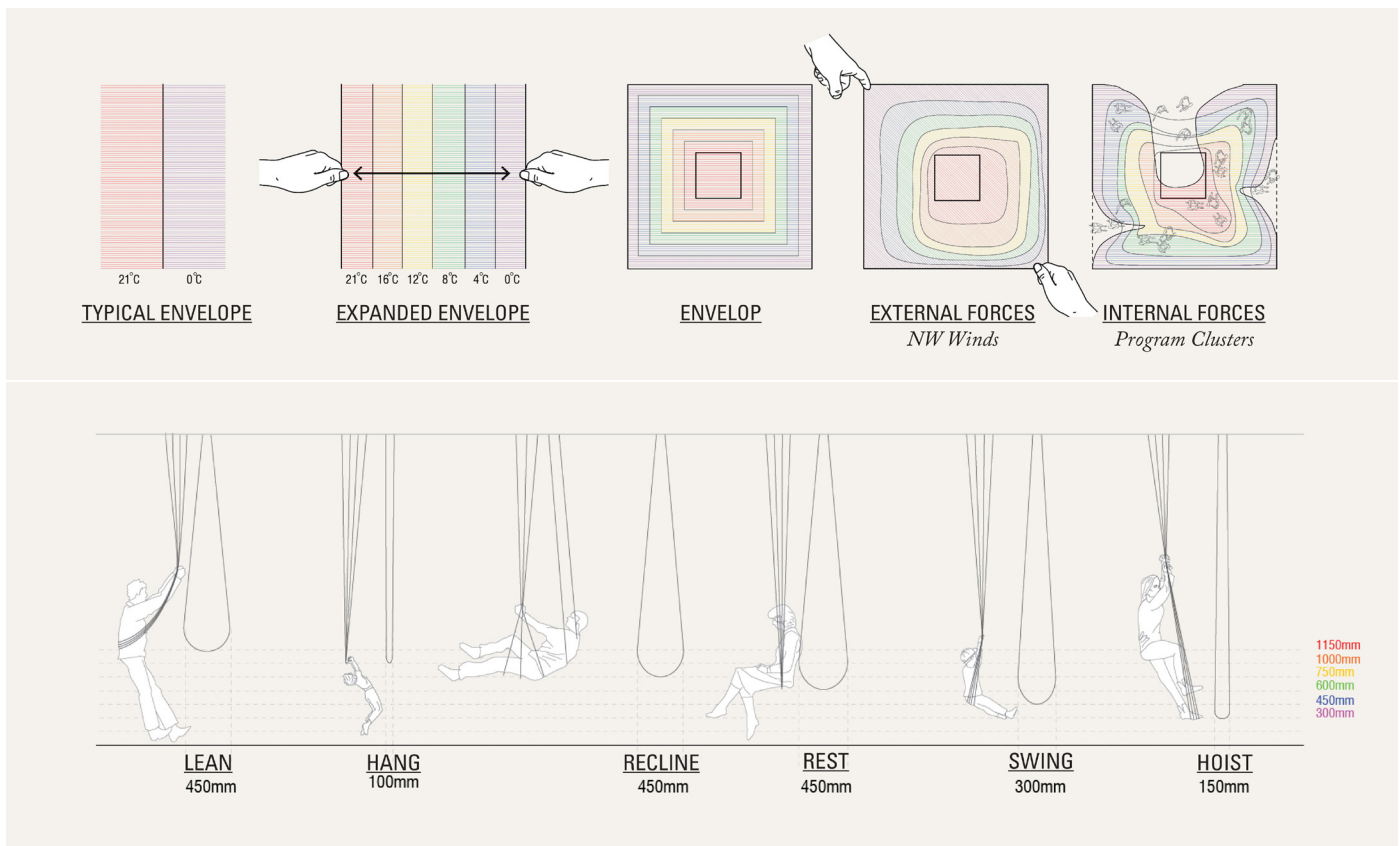 21°C 0°C
21°C 16°C 12°C 8°C 4°C 0°C
TYPICAL ENVELOPE
EXPANDED ENVELOPE
ENVELOP
EXTERNAL FORCES
NW Winds
INTERNAL FORCES
Program Clusters
1150mm
1000mm
750mm
600mm
450mm
300mm
LEAN
450mm
HANG
100mm
RECLINE
450mm
REST
450mm
SWING
300mm
HOIST
150mm